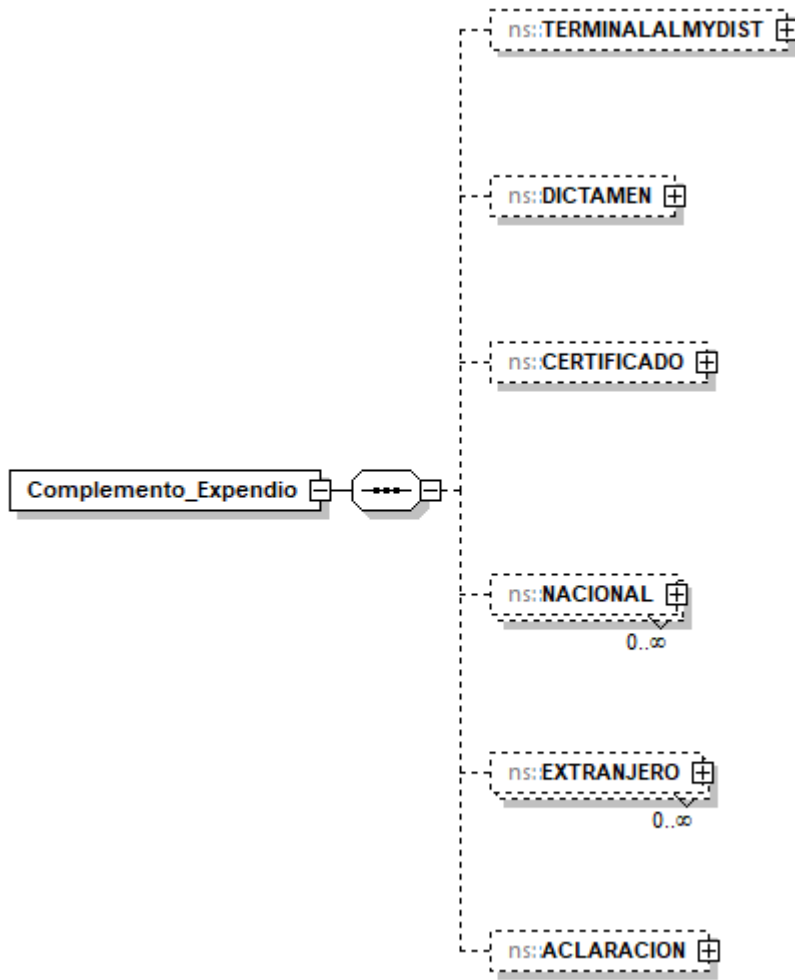 ns:TERMINALALMYDIST
ns:DICTAMEN
ns:CERTIFICADO
Complemento_Expendio
ns:NACIONAL
0..∞
ns:EXTRANJERO
0..∞
ns:ACLARACION